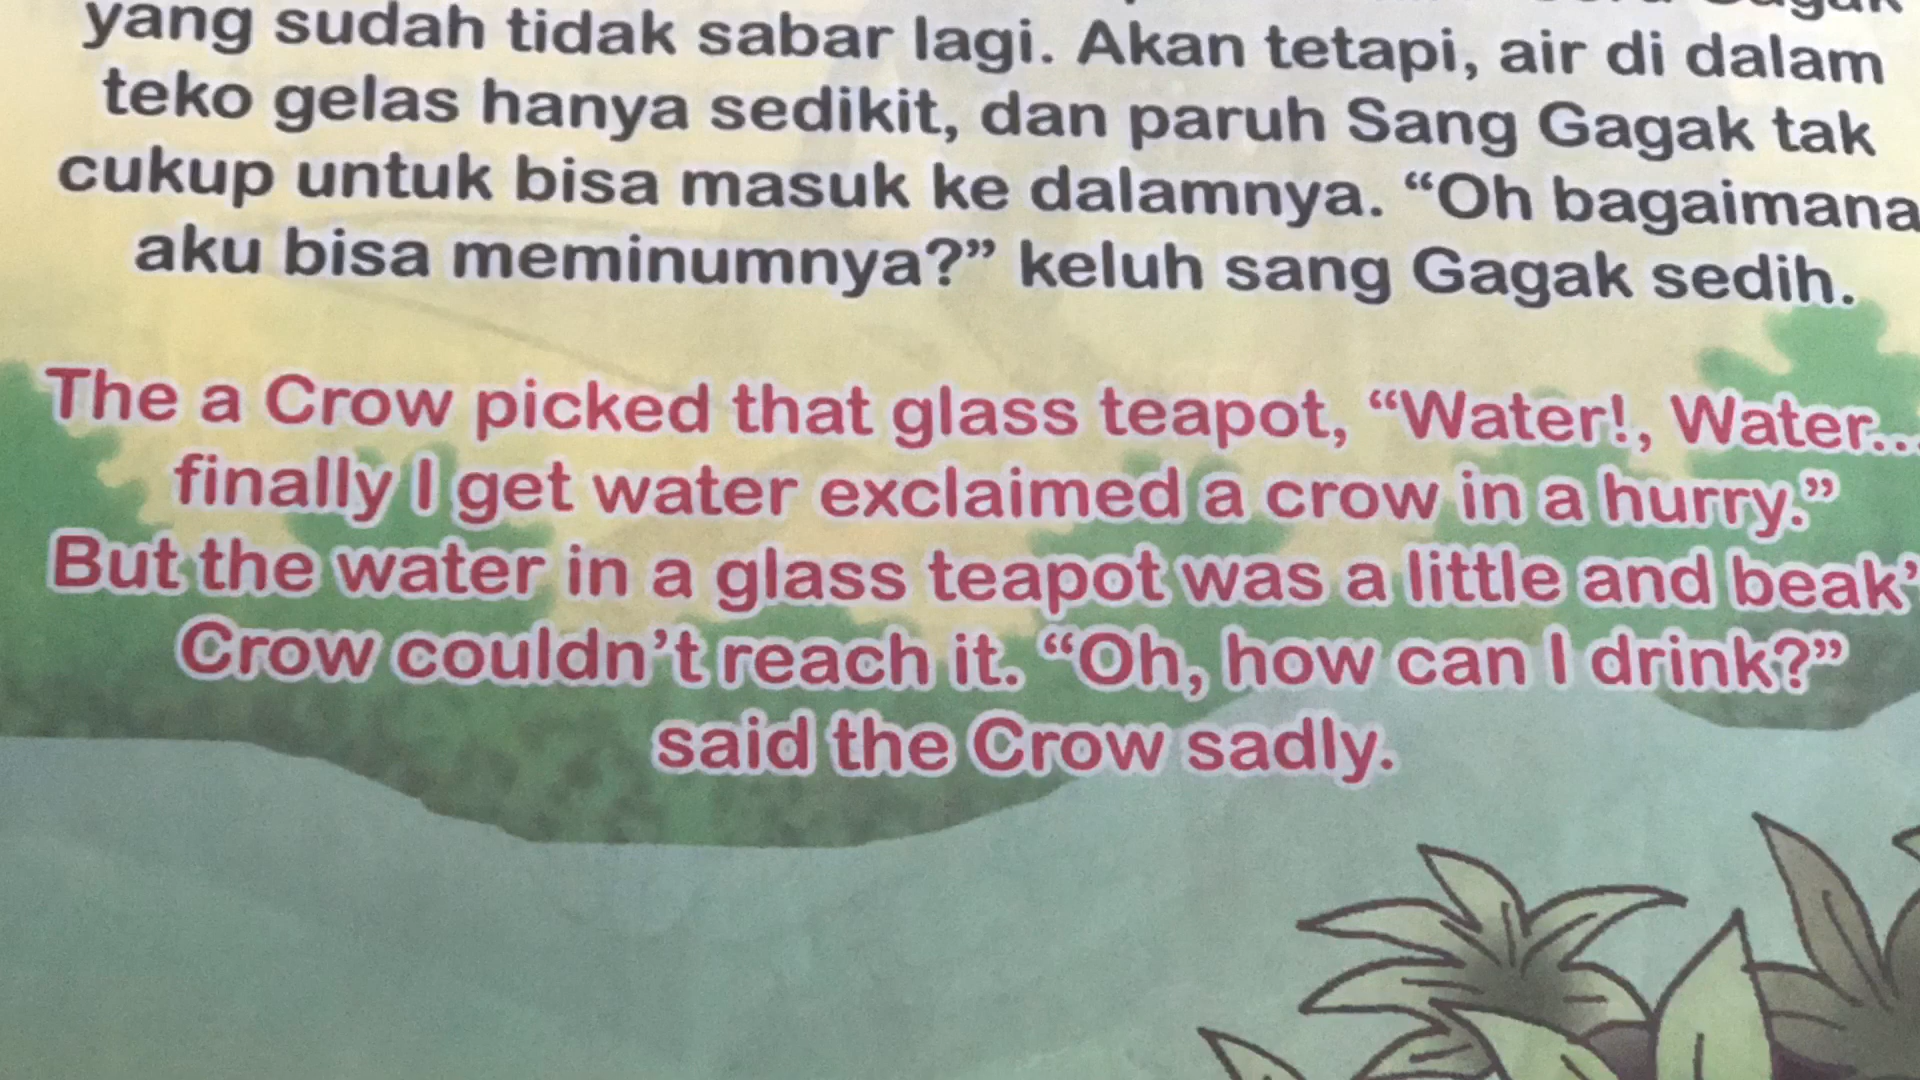 yang sudah tidak sabar lagi. Akan tetapi, air di dalam
teko gelas hanya sedikit, dan paruh Sang Gagak tak
cukup untuk bisa masuk ke dalamnya. “Oh bagaimana
aku bisa meminumnya?” keluh sang Gagak sedih.
The a Crow picked that glass teapot, “Water!, Water...
finally I get water exclaimed a crow in a hurry.”
But the water in a glass teapot was a little and beak’
Crow couldn’t reach it. “Oh, how can I drink?”
said the Crow sadly.